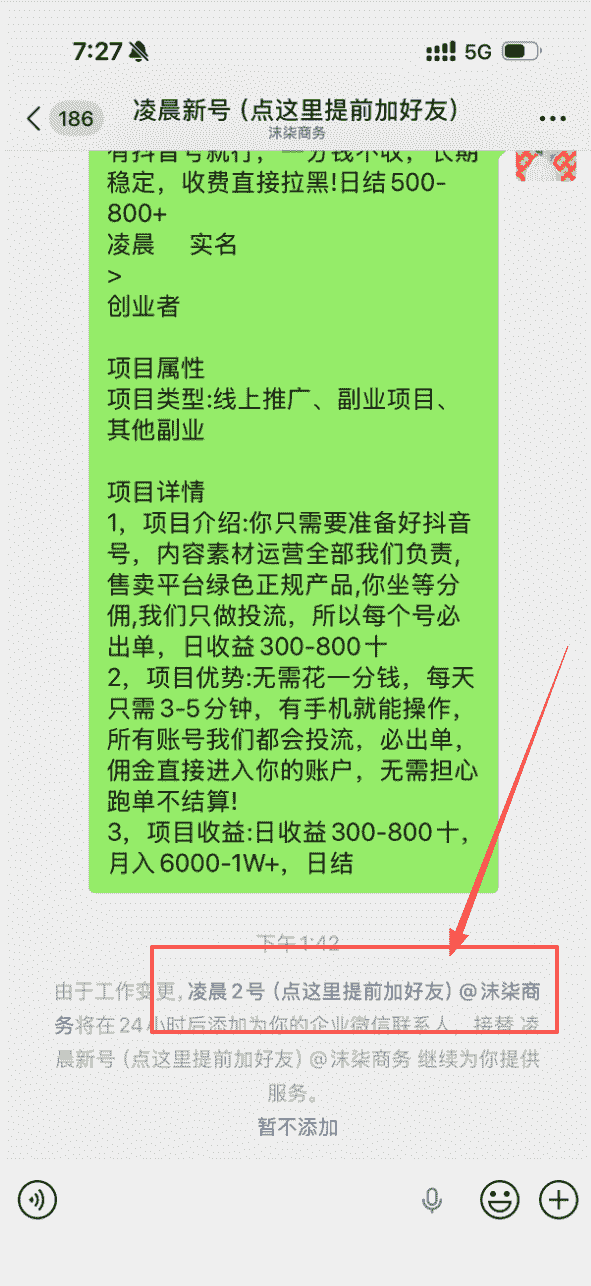 7:27
5G
186
凌晨新号（点这里提前加好友）
沫柒商务
有抖音号就行，一分钱不收，长期
稳定，收费直接拉黑!日结500-
800+
凌晨 实名
>
创业者
项目属性
项目类型:线上推广、副业项目、
其他副业
项目详情
1，项目介绍:你只需要准备好抖音
号，内容素材运营全部我们负责,
售卖平台绿色正规产品,你坐等分
佣,我们只做投流，所以每个号必
出单，日收益300-800十
2，项目优势:无需花一分钱，每天
只需3-5分钟，有手机就能操作，
所有账号我们都会投流，必出单，
佣金直接进入你的账户，无需担心
跑单不结算!
3，项目收益:日收益300-800十，
月入6000-1W+，日结
下午1:42
由于工作变更,凌晨2号（点这里提前加好友）@沫柒商
务将在24小时后添加为你的企业微信联系人，接替 凌
晨新号（点这里提前加好友）@沫柒商务 继续为你提供
服务。
暂不添加